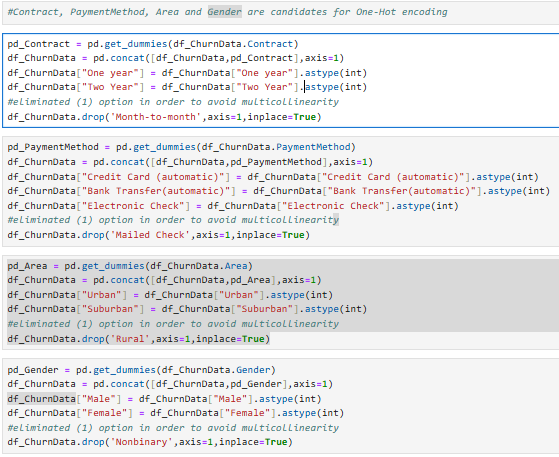 #Contract, PaymentMethod, Area and Gender are candidates for One-Hot encoding
pd_Contract = pd.get_dummies(df_ChurnData.Contract)
df_ChurnData = pd.concat([df_ChurnData,pd_Contract],axis=1)
df_ChurnData["One year"] = df_ChurnData["One year"].astype(int)
df_ChurnData["Two Year"] = df_ChurnData["Two Year"].astype(int)
#eliminated (1) option in order to avoid multicollinearity
df_ChurnData.drop('Month-to-month',axis=1,inplace=True)
pd_PaymentMethod = pd.get_dummies(df_ChurnData.PaymentMethod)
df_ChurnData = pd.concat([df_ChurnData,pd_PaymentMethod],axis=1)
df_ChurnData["Credit Card (automatic)"] = df_ChurnData["Credit Card (automatic)"].astype(int)
df_ChurnData["Bank Transfer(automatic)"] = df_ChurnData["Bank Transfer(automatic)"].astype(int)
df_ChurnData["Electronic Check"] = df_ChurnData["Electronic Check"].astype(int)
#eliminated (1) option in order to avoid multicollinearity
df_ChurnData.drop('Mailed Check',axis=1,inplace=True)
pd_Area = pd.get_dummies(df_ChurnData.Area)
df_ChurnData = pd.concat([df_ChurnData,pd_Area],axis=1)
df_ChurnData["Urban"] = df_ChurnData["Urban"].astype(int)
df_ChurnData["Suburban"] = df_ChurnData["Suburban"].astype(int)
#eliminated (1) option in order to avoid multicollinearity
df_ChurnData.drop('Rural',axis=1,inplace=True)
pd_Gender = pd.get_dummies(df_ChurnData.Gender)
df_ChurnData = pd.concat([df_ChurnData,pd_Gender],axis=1)
df_ChurnData["Male"] = df_ChurnData["Male"].astype(int)
df_ChurnData["Female"] = df_ChurnData["Female"].astype(int)
#eliminated (1) option in order to avoid multicollinearity
df_ChurnData.drop('Nonbinary',axis=1,inplace=True)